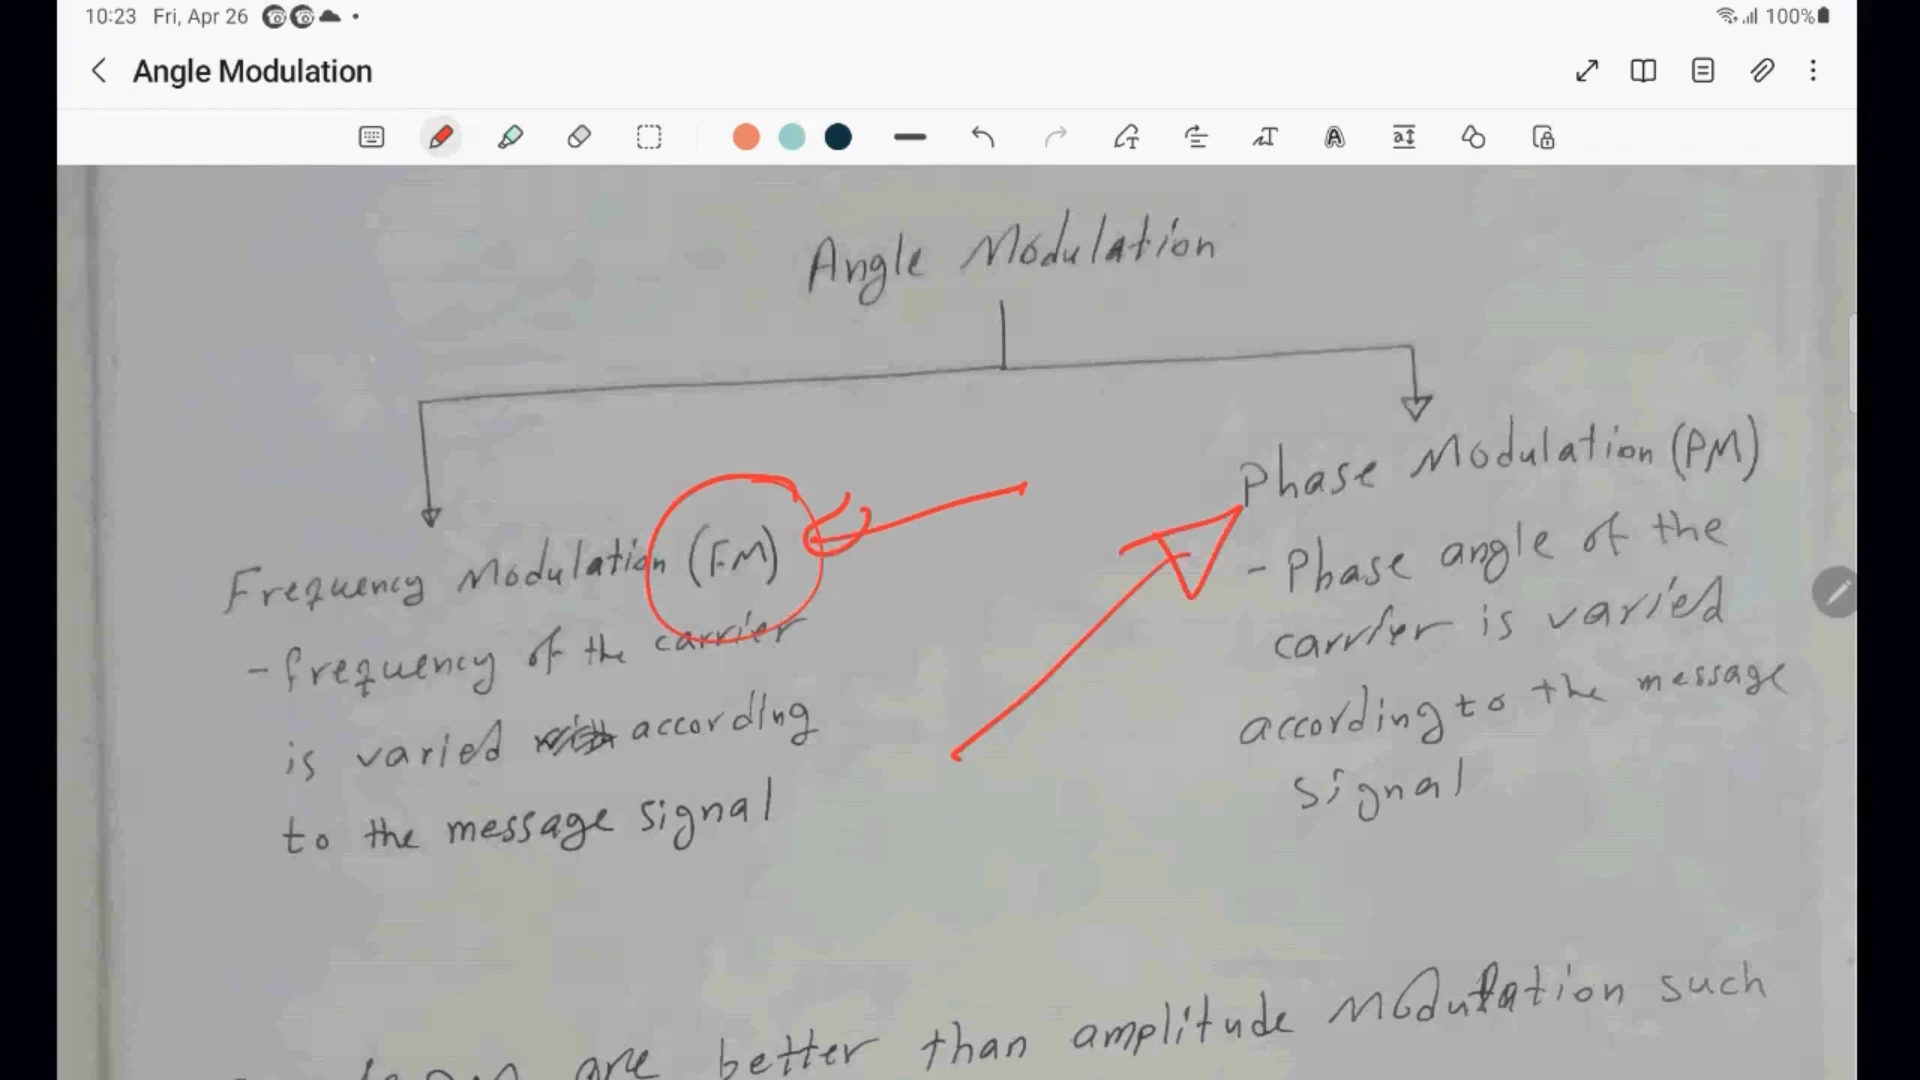 10:23 Fri, Apr 26
100%
Angle Modulation
Angle Modulation
Frequency Modulation (FM)
- frequency of the carrier
is varied according
to the message signal
Phase Modulation (PM)
- Phase angle of the
carrier is varied
according to the message
signal
are better than amplitude Modulation such